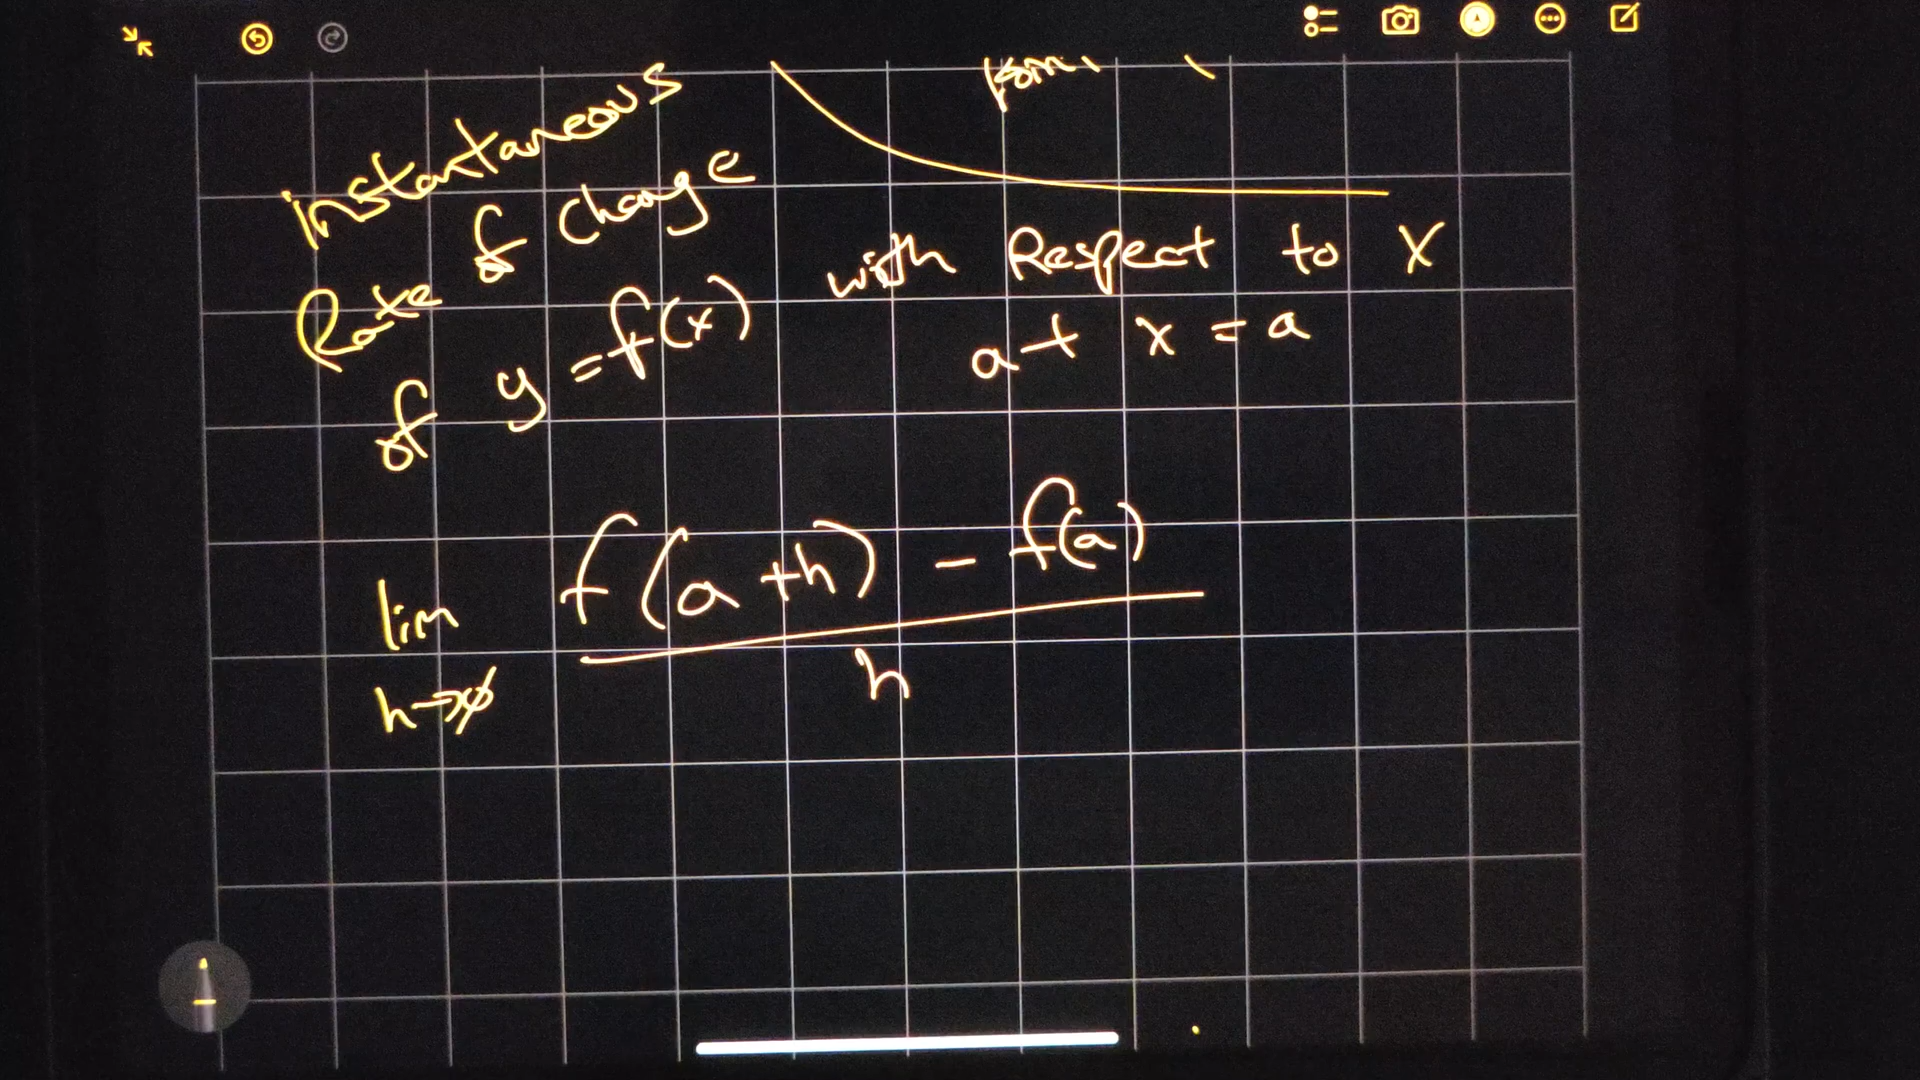 instantaneous
Rate of change
of y = f(x) with Respect to X
at x = a
lim f(a+h) - f(a)
h→0 h